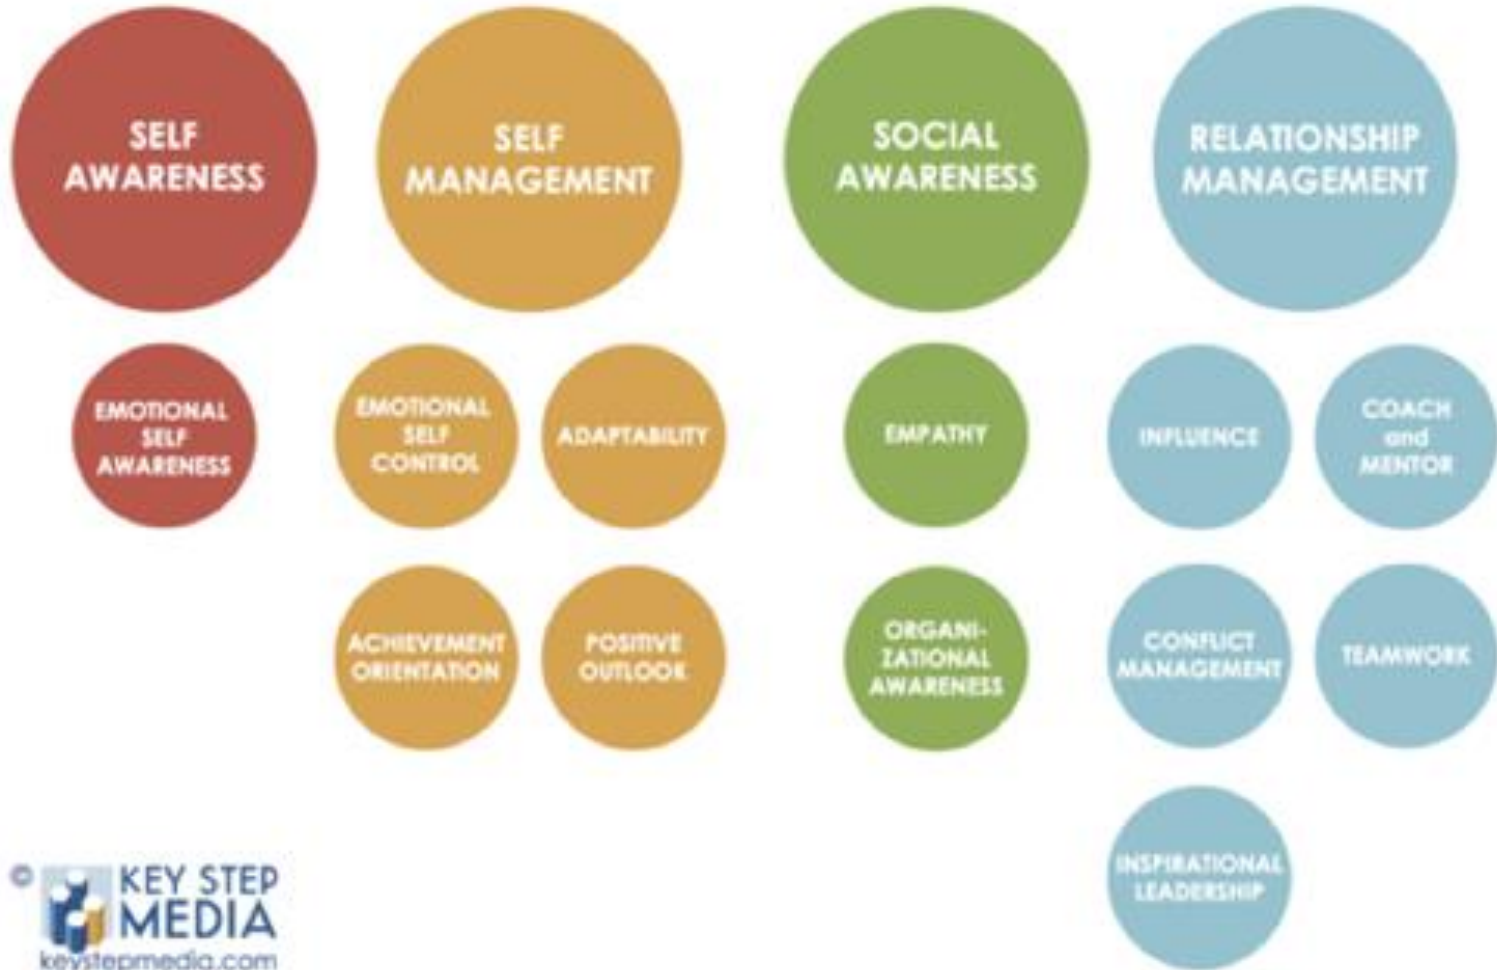 SELF
AWARENESS
SELF
MANAGEMENT
SOCIAL
AWARENESS
RELATIONSHIP
MANAGEMENT
EMOTIONAL
SELF
AWARENESS
EMOTIONAL
SELF
CONTROL
ADAPTABILITY
EMPATHY
INFLUENCE
COACH
and
MENTOR
ACHIEVEMENT
ORIENTATION
POSITIVE
OUTLOOK
ORGANI-
ZATIONAL
AWARENESS
CONFLICT
MANAGEMENT
TEAMWORK
INSPIRATIONAL
LEADERSHIP
© KEY STEP
MEDIA
keystepmedia.com